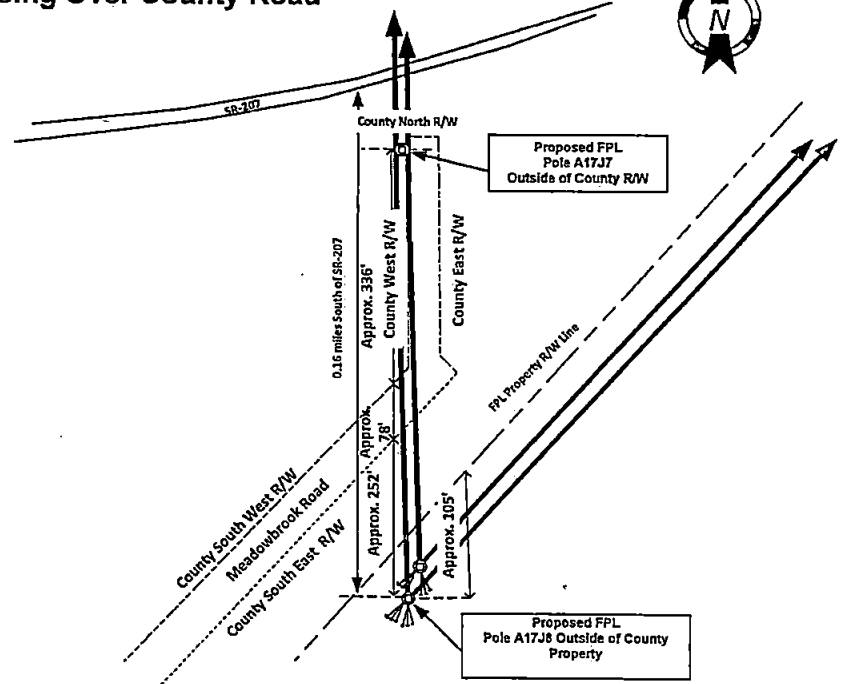 sing Over County Road
N
SR-207
County North R/W
Proposed FPL
Pole A17J7
Outside of County R/W
0.16 miles South of SR-207
Approx. 336'
County West R/W
County East R/W
FPL Property R/W Line
Approx.
78'
Approx. 252'
Approx. 105'
County South West R/W
Meadowbrook Road
County South East R/W
Proposed FPL
Pole A17J8 Outside of County
Property